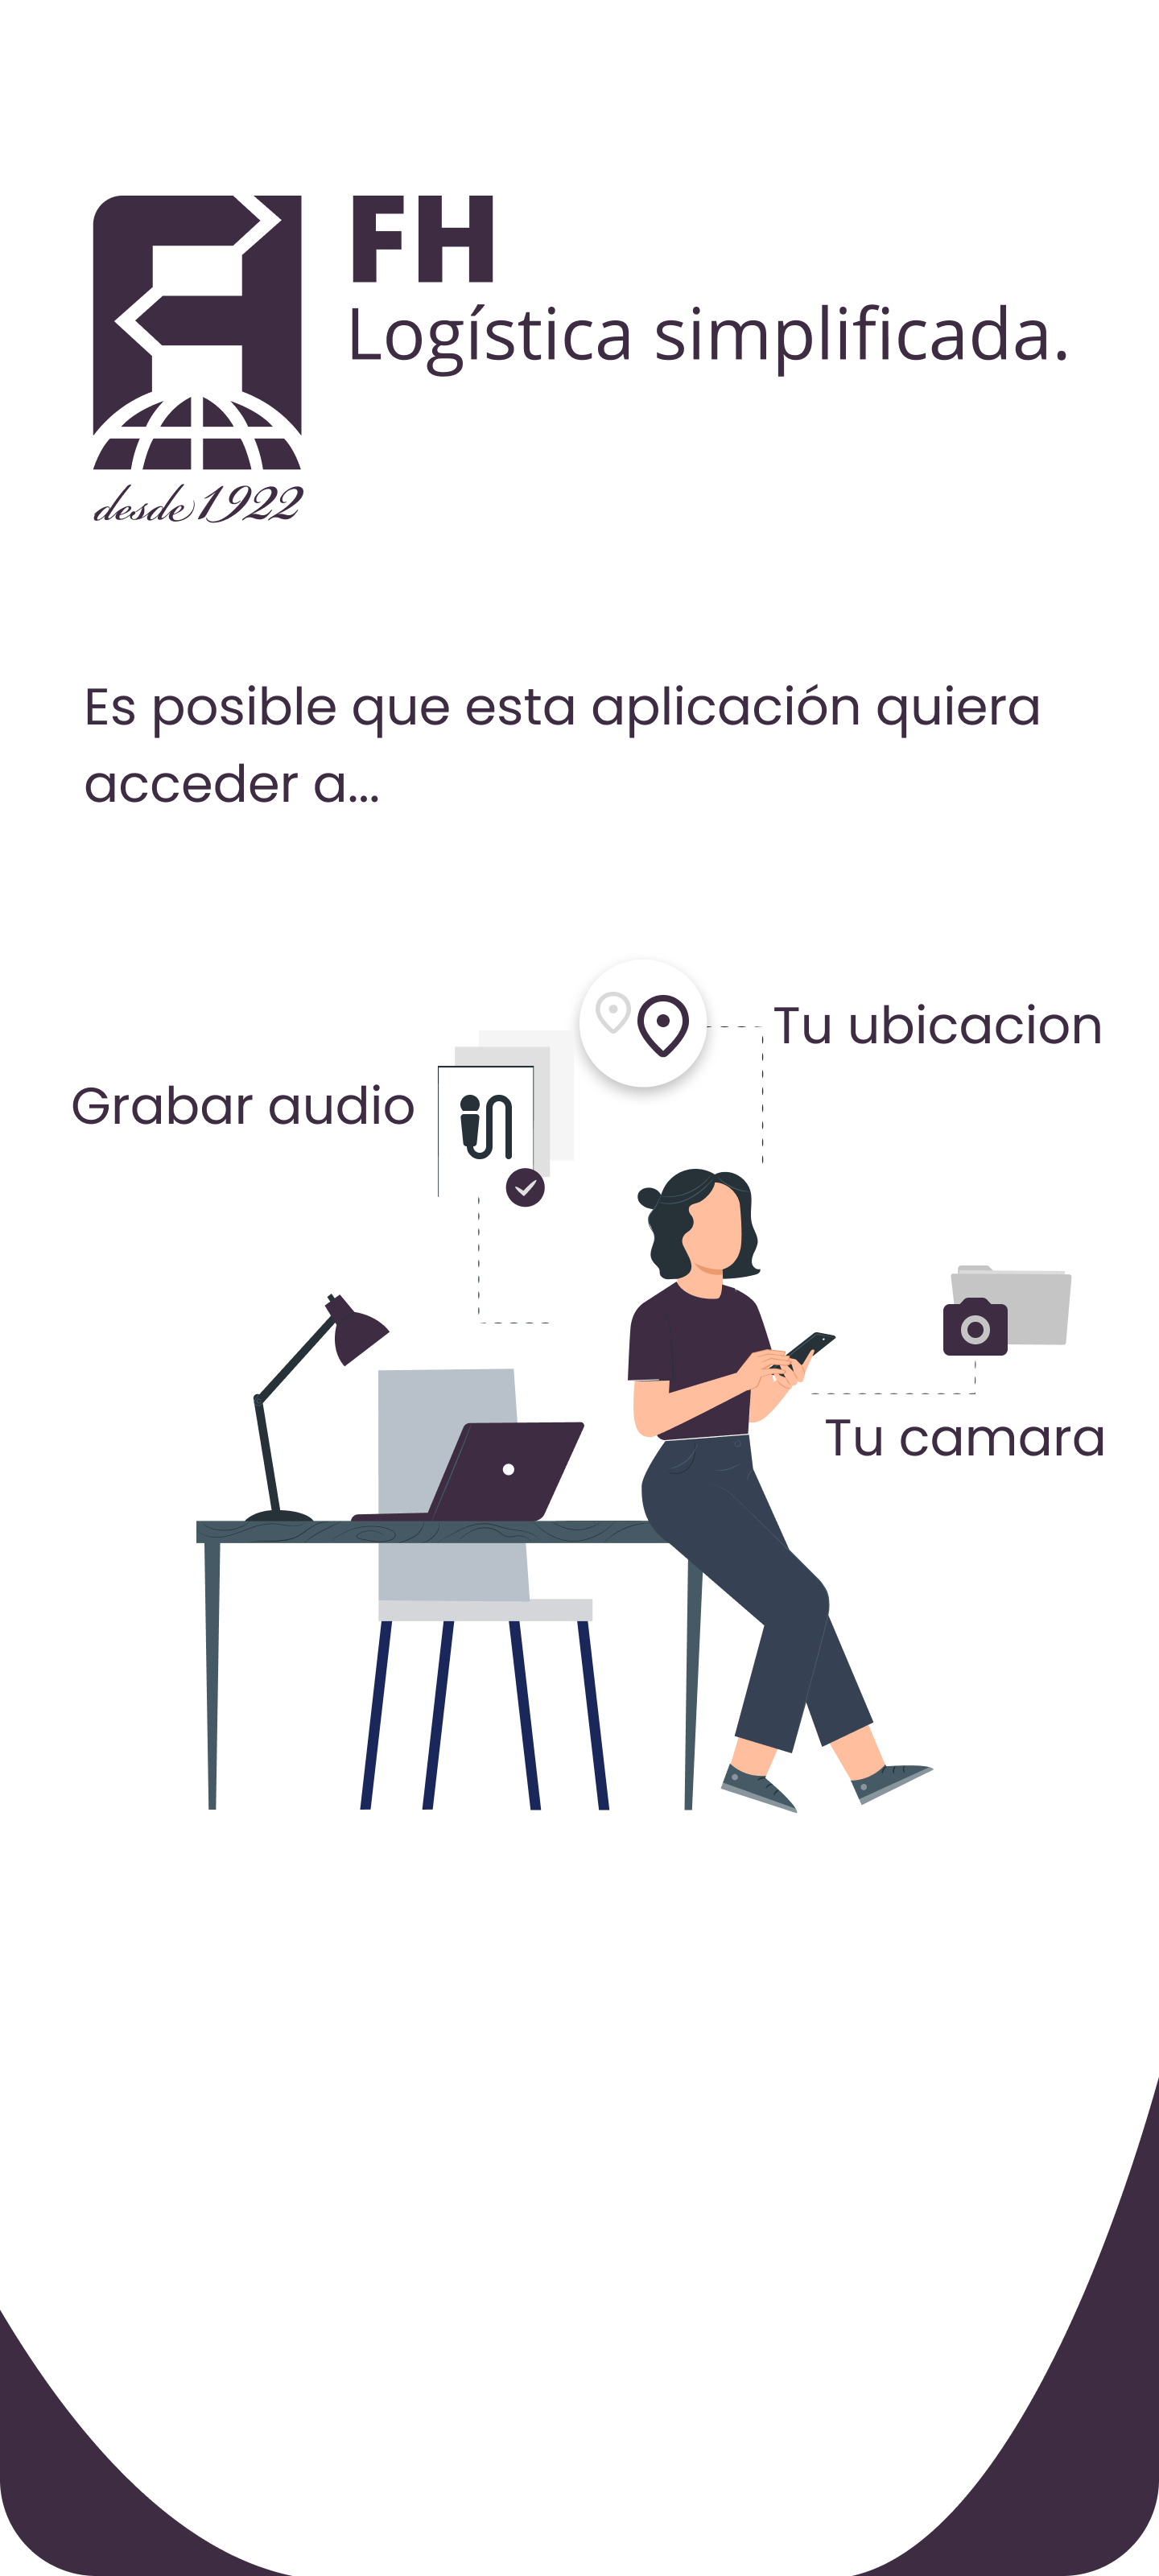 FH
Logística simplificada.
desde 1922
Es posible que esta aplicación quiera
acceder a...
Tu ubicacion
Grabar audio
Tu camara